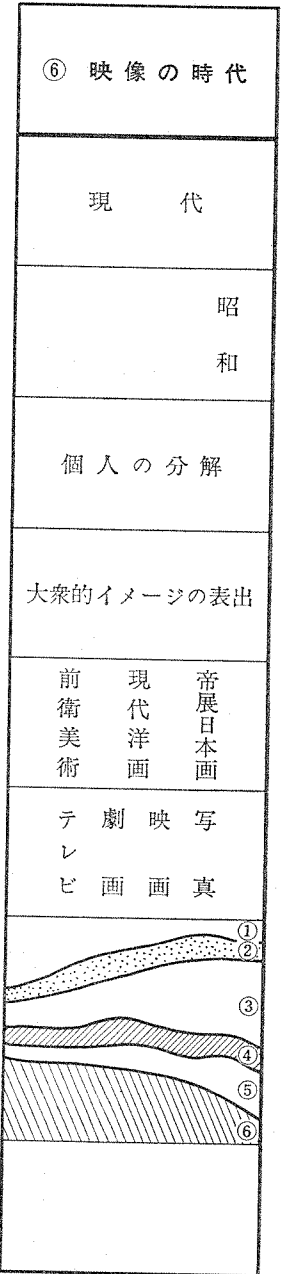 ⑥ 映像の時代
現代
昭和
個人の分解
大衆的イメージの表出
帝展日本画
現代洋画
前衛美術
写真
映画
劇画
テレビ
①
②
③
④
⑤
⑥